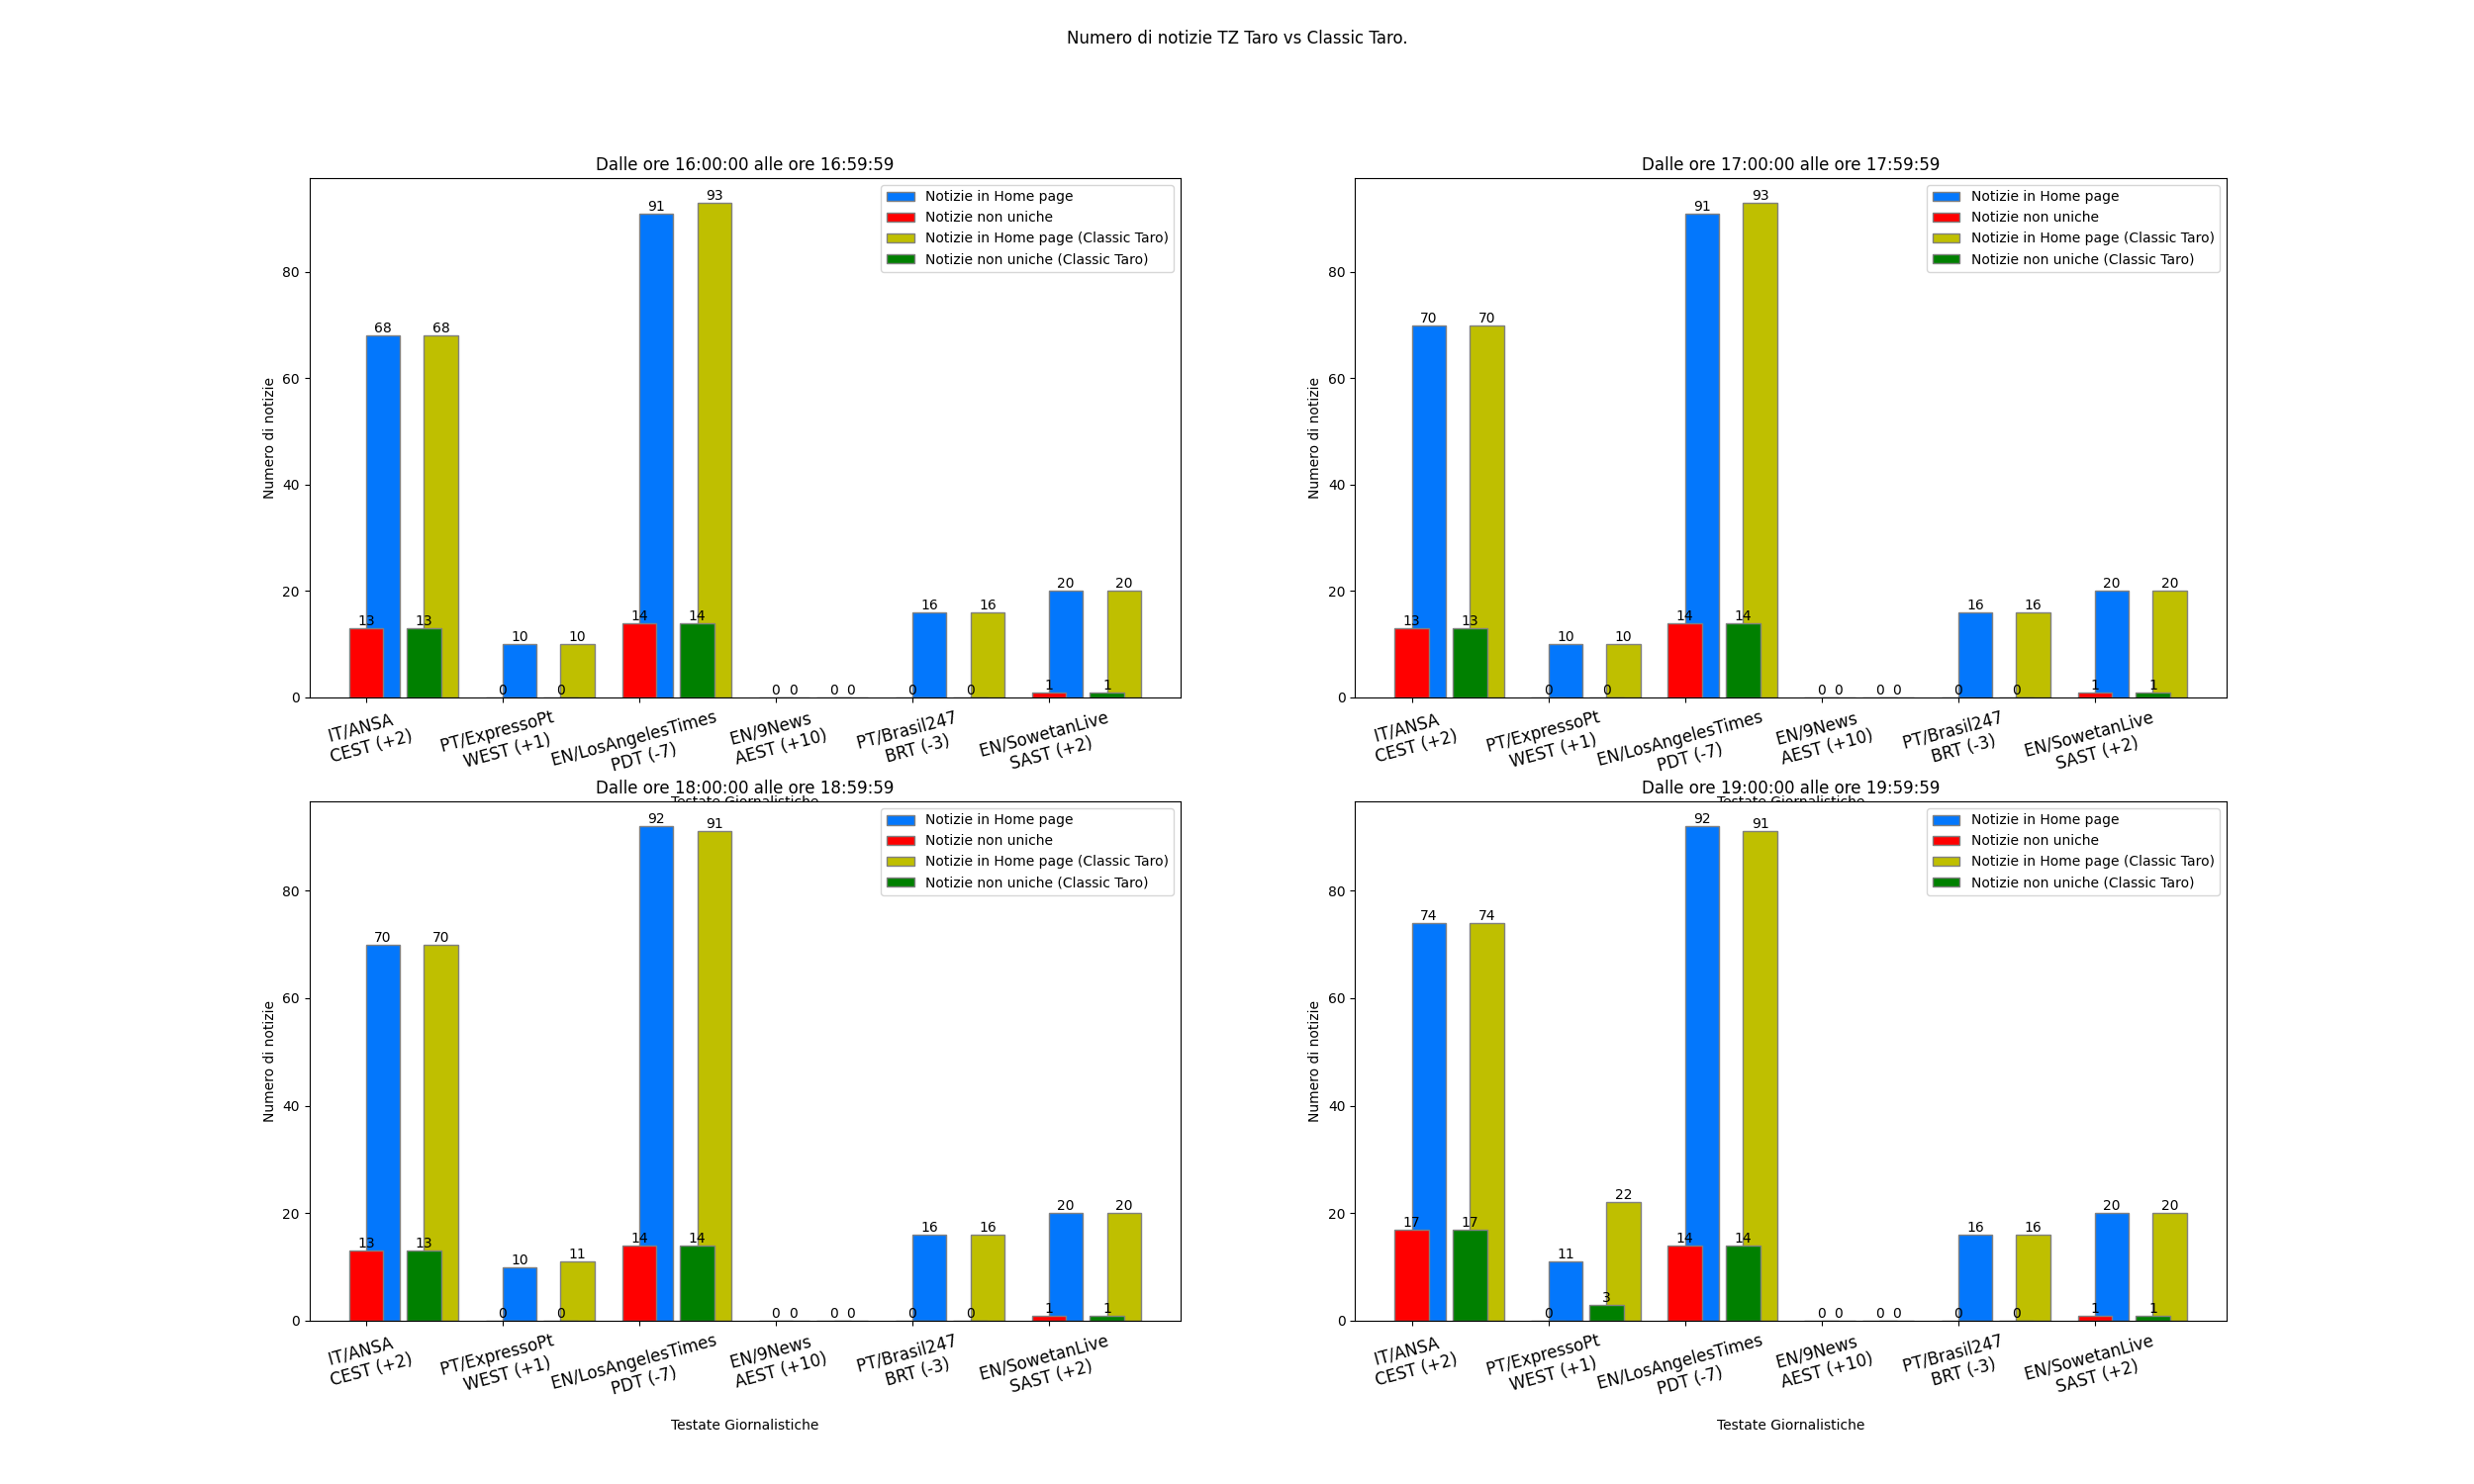 Numero di notizie TZ Taro vs Classic Taro.
Dalle ore 16:00:00 alle ore 16:59:59
Notizie in Home page
Notizie non uniche
Notizie in Home page (Classic Taro)
Notizie non uniche (Classic Taro)
Numero di notizie
80
60
40
20
0
13 68 13 68
0 10 0 10
14 91 14 93
0 0 0 0
0 16 0 16
1 20 1 20
IT/ANSA
CEST (+2)
PT/ExpressoPt
WEST (+1)
EN/LosAngelesTimes
PDT (-7)
EN/9News
AEST (+10)
PT/Brasil247
BRT (-3)
EN/SowetanLive
SAST (+2)
Testate Giornalistiche
Dalle ore 17:00:00 alle ore 17:59:59
Notizie in Home page
Notizie non uniche
Notizie in Home page (Classic Taro)
Notizie non uniche (Classic Taro)
Numero di notizie
80
60
40
20
0
13 70 13 70
0 10 0 10
14 91 14 93
0 0 0 0
0 16 0 16
1 20 1 20
IT/ANSA
CEST (+2)
PT/ExpressoPt
WEST (+1)
EN/LosAngelesTimes
PDT (-7)
EN/9News
AEST (+10)
PT/Brasil247
BRT (-3)
EN/SowetanLive
SAST (+2)
Testate Giornalistiche
Dalle ore 18:00:00 alle ore 18:59:59
Notizie in Home page
Notizie non uniche
Notizie in Home page (Classic Taro)
Notizie non uniche (Classic Taro)
Numero di notizie
80
60
40
20
0
13 70 13 70
0 10 0 11
14 92 14 91
0 0 0 0
0 16 0 16
1 20 1 20
IT/ANSA
CEST (+2)
PT/ExpressoPt
WEST (+1)
EN/LosAngelesTimes
PDT (-7)
EN/9News
AEST (+10)
PT/Brasil247
BRT (-3)
EN/SowetanLive
SAST (+2)
Testate Giornalistiche
Dalle ore 19:00:00 alle ore 19:59:59
Notizie in Home page
Notizie non uniche
Notizie in Home page (Classic Taro)
Notizie non uniche (Classic Taro)
Numero di notizie
80
60
40
20
0
17 74 17 74
0 11 3 22
14 92 14 91
0 0 0 0
0 16 0 16
1 20 1 20
IT/ANSA
CEST (+2)
PT/ExpressoPt
WEST (+1)
EN/LosAngelesTimes
PDT (-7)
EN/9News
AEST (+10)
PT/Brasil247
BRT (-3)
EN/SowetanLive
SAST (+2)
Testate Giornalistiche